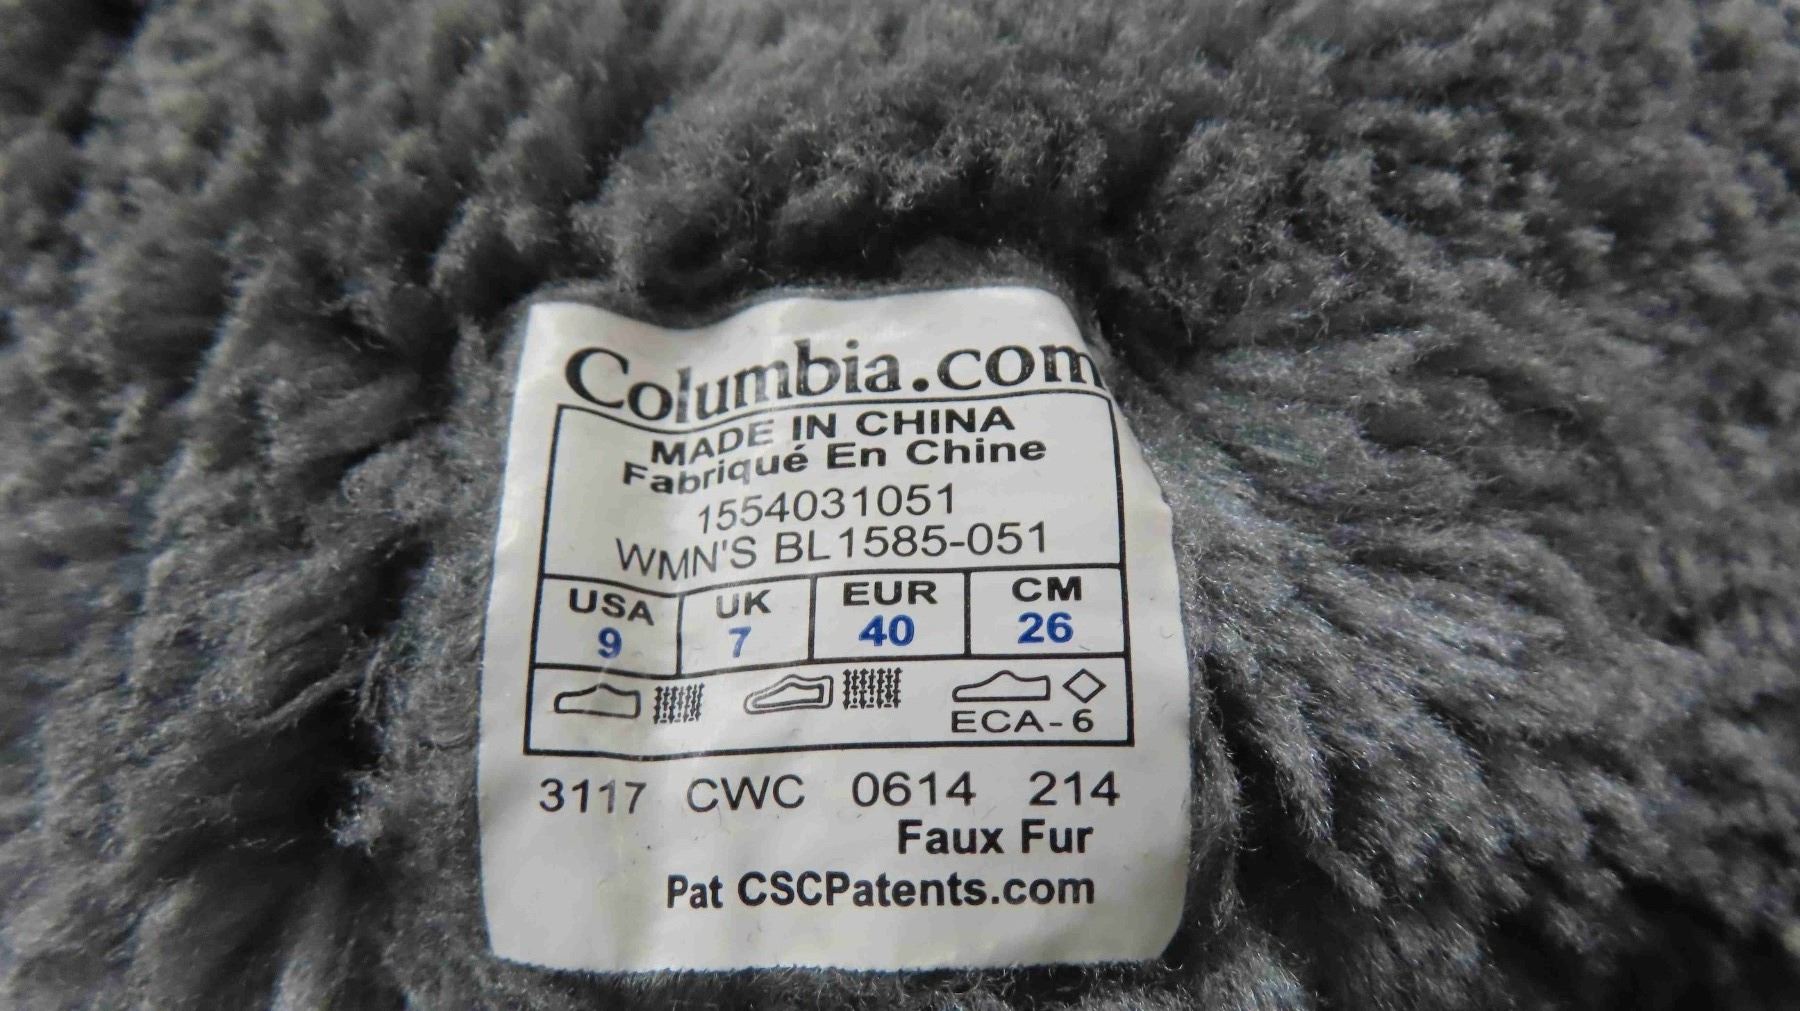 Columbia.com
MADE IN CHINA
Fabriqué En Chine
1554031051
WMN'S BL1585-051
USA UK EUR CM
9 7 40 26
ECA-6
3117 CWC 0614 214
Faux Fur
Pat CSCPatents.com